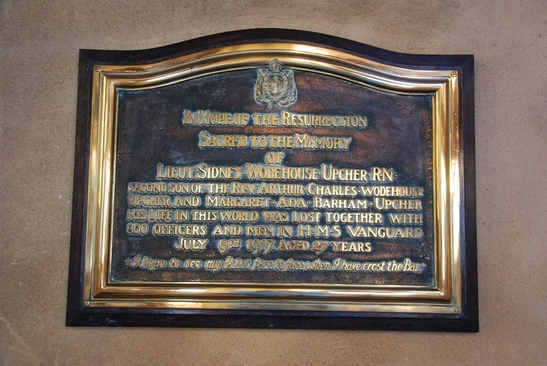 In Hope of the Resurrection
Sacred to the Memory
of
Lieut Sidney · Wodehouse · Upcher · R·N·
Second son of the Rev. Arthur · Charles · Wodehouse
Upcher, and Margaret · Ada · Barham · Upcher
His life in this world was lost together with
800 officers and men in H·M·S Vanguard
July 9th 1917 aged 27 years
I hope to see my Pilot face to face when I have crost the Bar